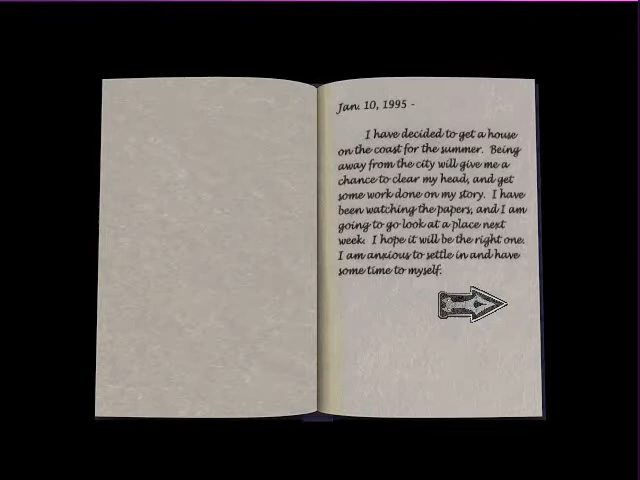 Jan. 10, 1995 -
I have decided to get a house
on the coast for the summer. Being
away from the city will give me a
chance to clear my head, and get
some work done on my story. I have
been watching the papers, and I am
going to go look at a place next
week. I hope it will be the right one.
I am anxious to settle in and have
some time to myself.